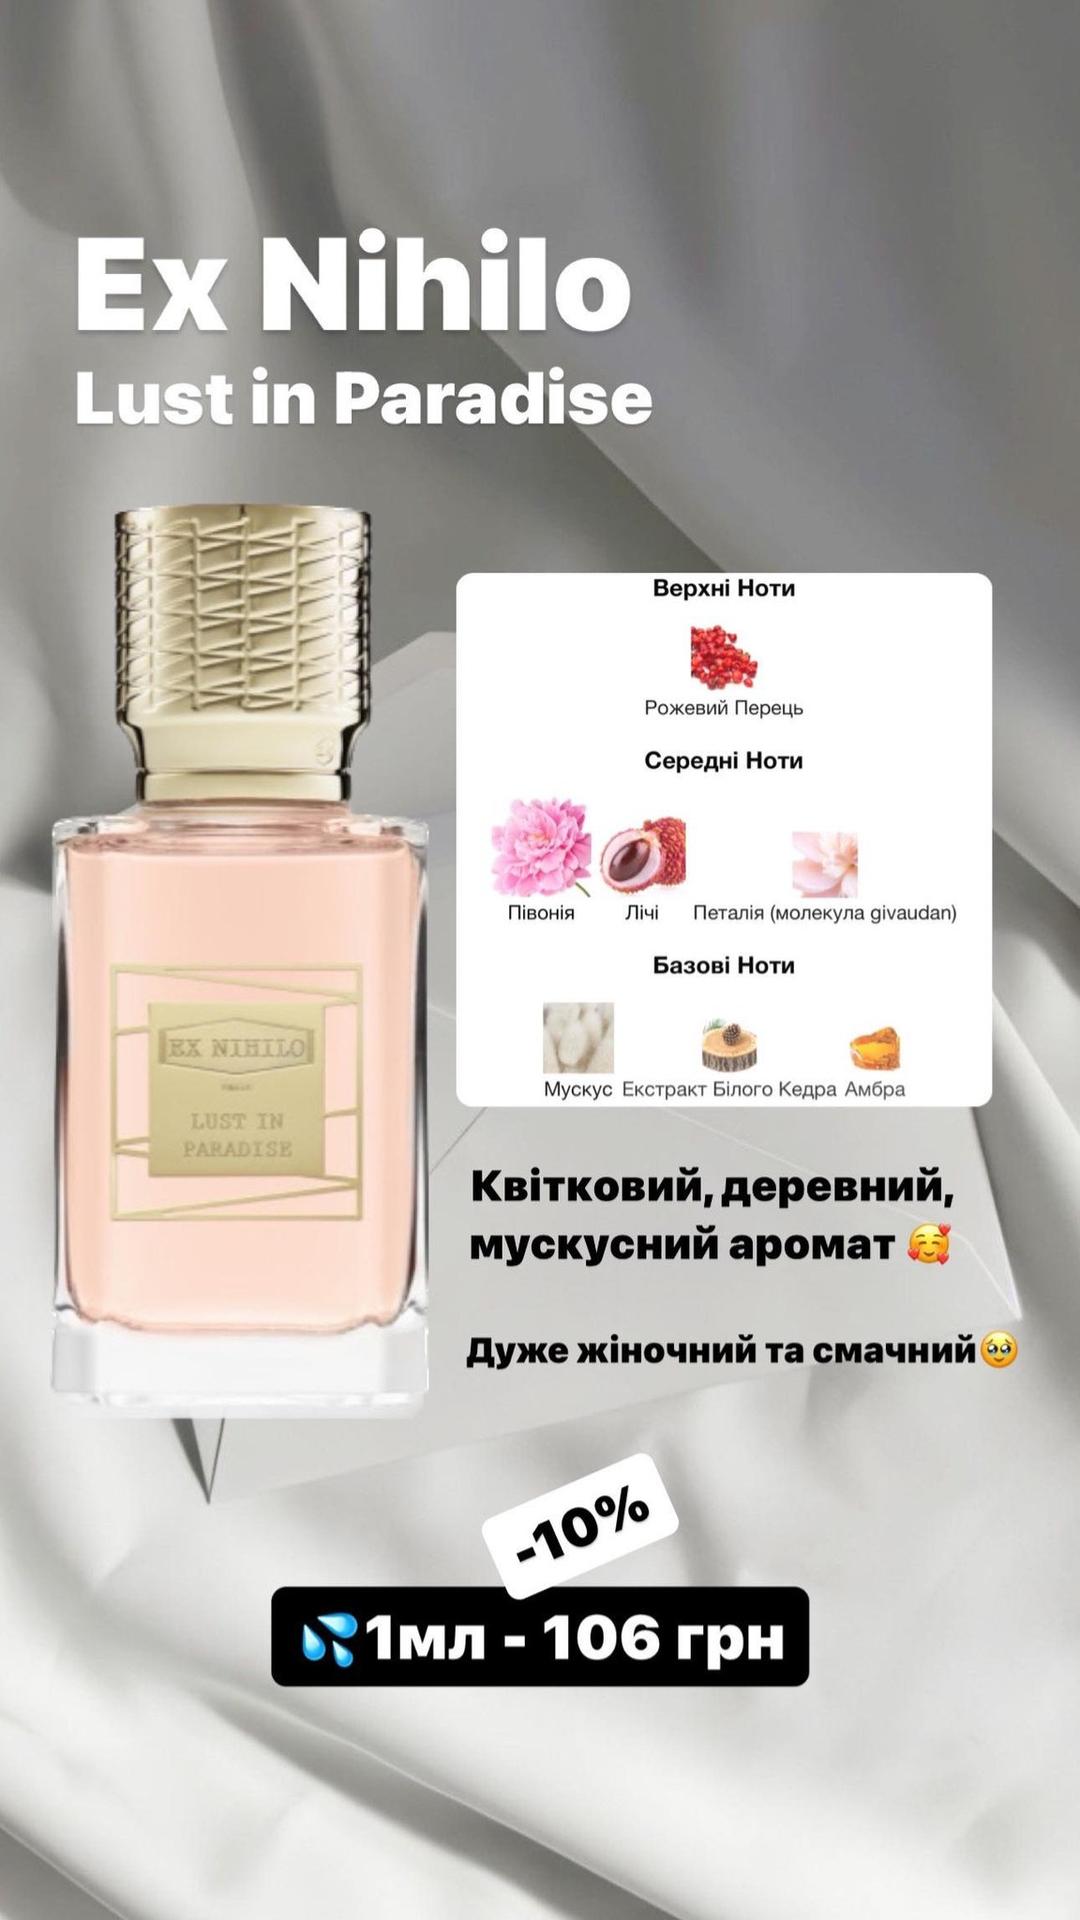 Ex Nihilo
Lust in Paradise
Верхні Ноти
Рожевий Перець
Середні Ноти
Півонія Лічі Петалія (молекула givaudan)
Базові Ноти
Мускус Екстракт Білого Кедра Амбра
EX NIHILO
LUST IN
PARADISE
Квітковий, деревний,
мускусний аромат 🥰
Дуже жіночний та смачний🥹
-10%
💦1мл - 106 грн